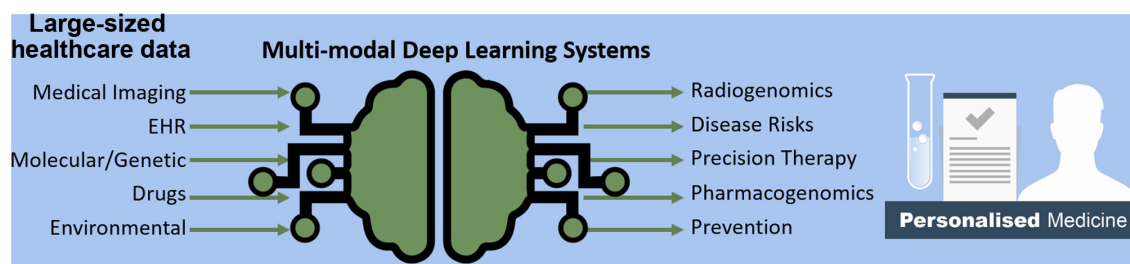 Large-sized
healthcare data
Multi-modal Deep Learning Systems
Medical Imaging
EHR
Molecular/Genetic
Drugs
Environmental
Radiogenomics
Disease Risks
Precision Therapy
Pharmacogenomics
Prevention
Personalised Medicine